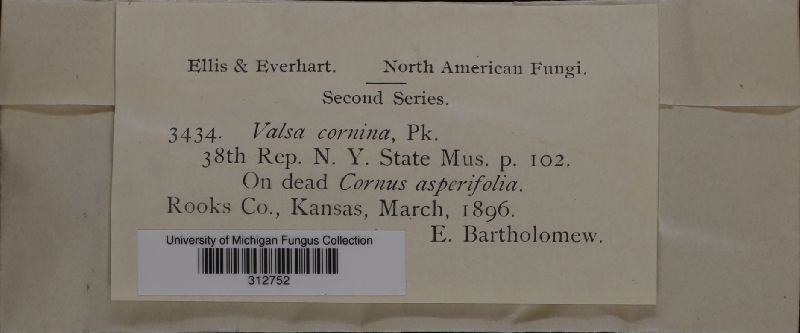 Ellis & Everhart. North American Fungi.
Second Series.
3434. Valsa cornina, Pk.
38th Rep. N. Y. State Mus. p. 102.
On dead Cornus asperifolia.
Rooks Co., Kansas, March, 1896.
E. Bartholomew.
University of Michigan Fungus Collection
312752